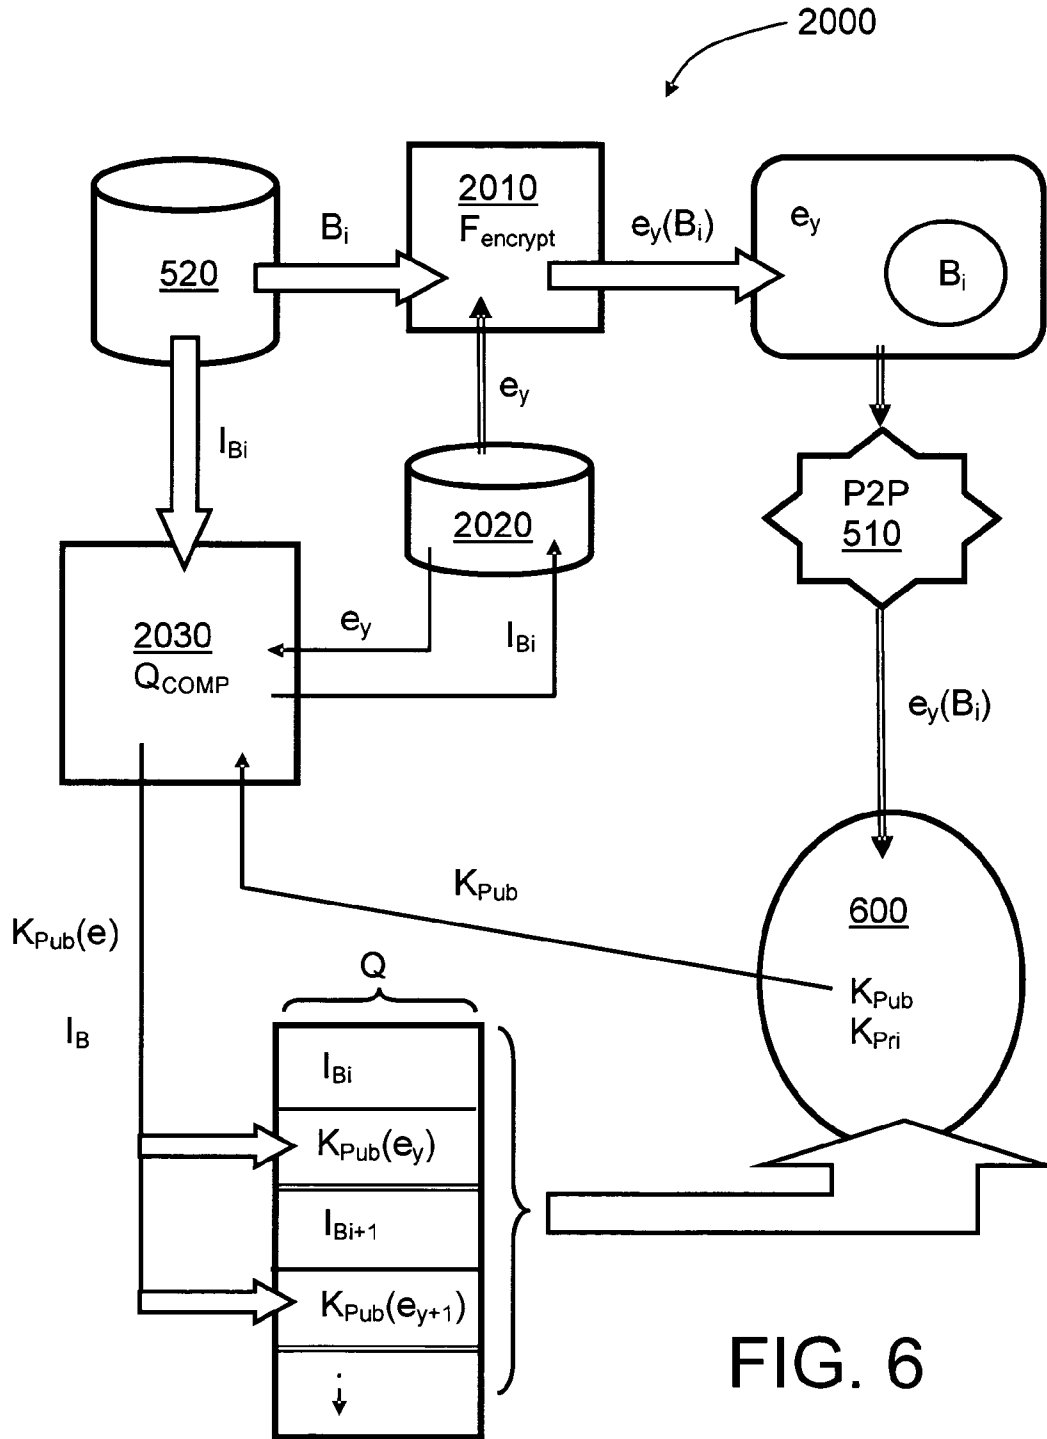 2000
520
B_i
2010
F_encrypt
e_y(B_i)
e_y
B_i
I_Bi
e_y
2020
P2P
510
2030
Q_COMP
e_y
I_Bi
e_y(B_i)
K_Pub
600
K_Pub
K_Pri
K_Pub(e)
I_B
Q
I_Bi
K_Pub(e_y)
I_Bi+1
K_Pub(e_y+1)
FIG. 6